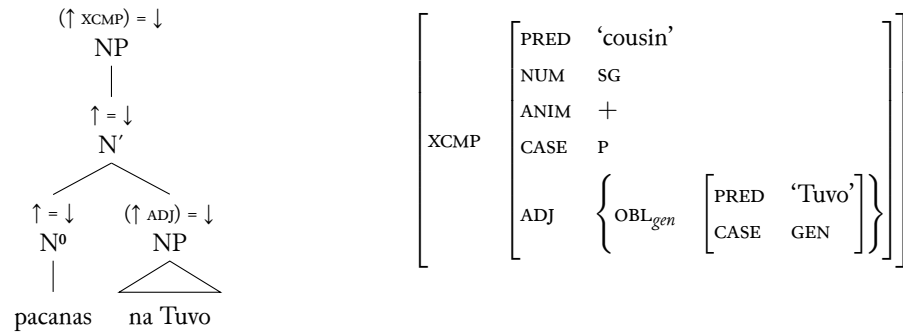 (↑ XCMP) = ↓
NP
↑ = ↓
N′
↑ = ↓ (↑ ADJ) = ↓
N⁰ NP
pacanas na Tuvo
PRED ‘cousin’
NUM SG
ANIM +
XCMP CASE P
ADJ { OBL_gen [ PRED ‘Tuvo’
CASE GEN ] }